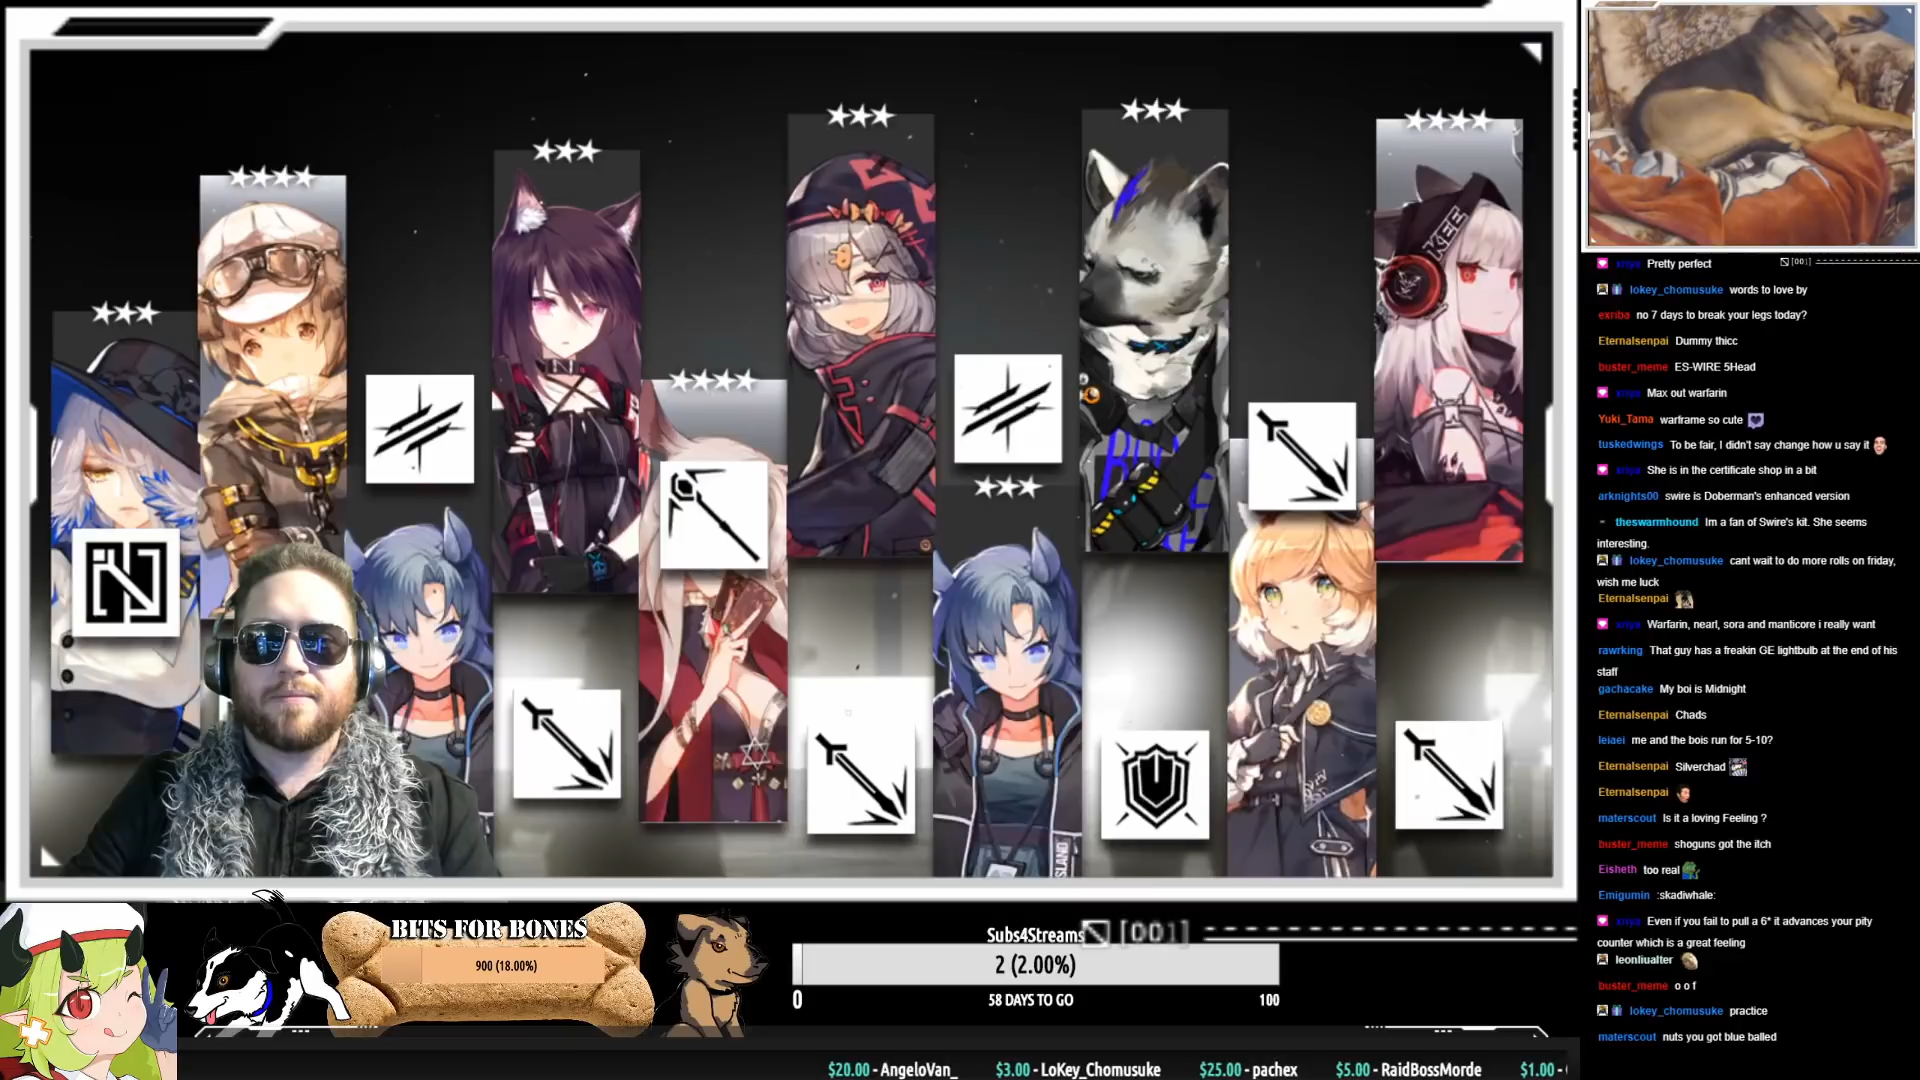 KEE
ISLAND
BITS FOR BONES
900 (18.00%)
Subs4Streams
[001]
2 (2.00%)
0
58 DAYS TO GO
100
$20.00 - AngeloVan_
$3.00 - LoKey_Chomusuke
$25.00 - pachex
$5.00 - RaidBossMorde
$1.00 -
[001]
xriya Pretty perfect
lokey_chomusuke words to love by
exriba no 7 days to break your legs today?
Eternalsenpai Dummy thicc
buster_meme ES-WIRE 5Head
xriya Max out warfarin
Yuki_Tama warframe so cute
tuskedwings To be fair, I didn't say change how u say it
xriya She is in the certificate shop in a bit
arknights00 swire is Doberman's enhanced version
theswarmhound Im a fan of Swire's kit. She seems
interesting.
lokey_chomusuke cant wait to do more rolls on friday,
wish me luck
Eternalsenpai
xriya Warfarin, nearl, sora and manticore i really want
rawrking That guy has a freakin GE lightbulb at the end of his
staff
gachacake My boi is Midnight
Eternalsenpai Chads
leiaei me and the bois run for 5-10?
Eternalsenpai Silverchad
Eternalsenpai
materscout Is it a loving Feeling ?
buster_meme shoguns got the itch
Eisheth too real
Emigumin :skadiwhale:
xriya Even if you fail to pull a 6* it advances your pity
counter which is a great feeling
leonliualter
buster_meme o o f
lokey_chomusuke practice
materscout nuts you got blue balled